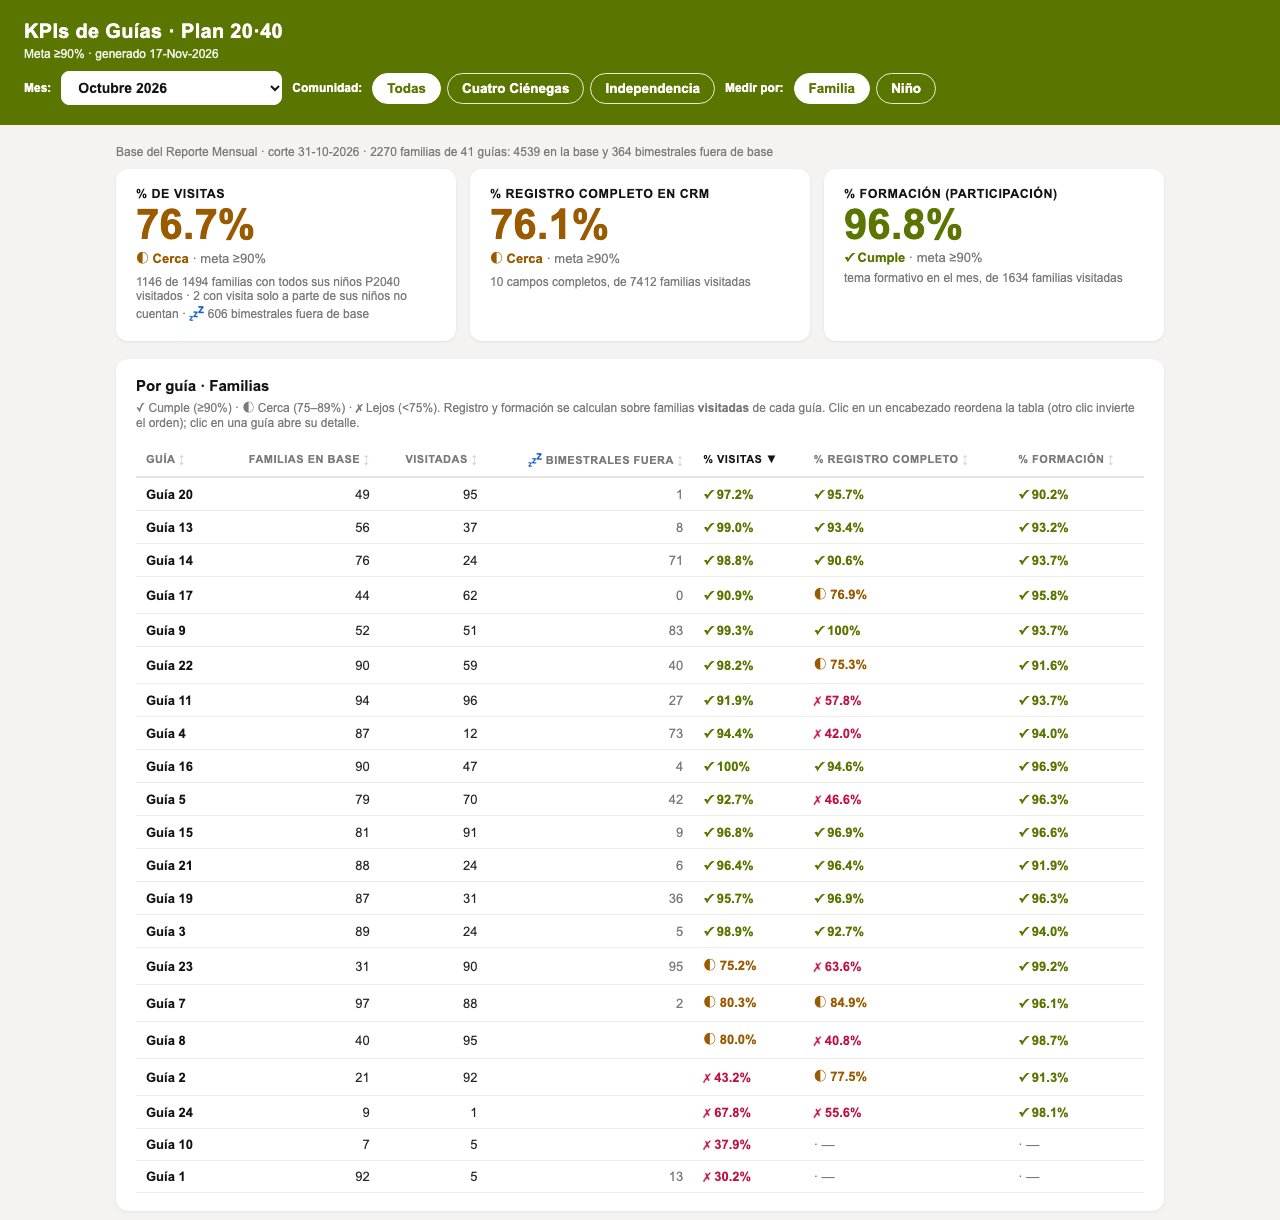 KPIs de Guías · Plan 20·40
Meta ≥90% · generado 17-Nov-2026
Mes: Octubre 2026 Comunidad: Todas Cuatro Ciénegas Independencia Medir por: Familia Niño
Base del Reporte Mensual · corte 31-10-2026 · 2270 familias de 41 guías: 4539 en la base y 364 bimestrales fuera de base
% DE VISITAS
76.7%
◐ Cerca · meta ≥90%
1146 de 1494 familias con todos sus niños P2040
visitados · 2 con visita solo a parte de sus niños no
cuentan · 💤 606 bimestrales fuera de base
% REGISTRO COMPLETO EN CRM
76.1%
◐ Cerca · meta ≥90%
10 campos completos, de 7412 familias visitadas
% FORMACIÓN (PARTICIPACIÓN)
96.8%
✓ Cumple · meta ≥90%
tema formativo en el mes, de 1634 familias visitadas
Por guía · Familias
✓ Cumple (≥90%) · ◐ Cerca (75–89%) · ✗ Lejos (<75%). Registro y formación se calculan sobre familias visitadas de cada guía. Clic en un encabezado reordena la tabla (otro clic invierte
el orden); clic en una guía abre su detalle.
GUÍA ↕ FAMILIAS EN BASE ↕ VISITADAS ↕ 💤 BIMESTRALES FUERA ↕ % VISITAS ▼ % REGISTRO COMPLETO ↕ % FORMACIÓN ↕
Guía 20 49 95 1 ✓ 97.2% ✓ 95.7% ✓ 90.2%
Guía 13 56 37 8 ✓ 99.0% ✓ 93.4% ✓ 93.2%
Guía 14 76 24 71 ✓ 98.8% ✓ 90.6% ✓ 93.7%
Guía 17 44 62 0 ✓ 90.9% ◐ 76.9% ✓ 95.8%
Guía 9 52 51 83 ✓ 99.3% ✓ 100% ✓ 93.7%
Guía 22 90 59 40 ✓ 98.2% ◐ 75.3% ✓ 91.6%
Guía 11 94 96 27 ✓ 91.9% ✗ 57.8% ✓ 93.7%
Guía 4 87 12 73 ✓ 94.4% ✗ 42.0% ✓ 94.0%
Guía 16 90 47 4 ✓ 100% ✓ 94.6% ✓ 96.9%
Guía 5 79 70 42 ✓ 92.7% ✗ 46.6% ✓ 96.3%
Guía 15 81 91 9 ✓ 96.8% ✓ 96.9% ✓ 96.6%
Guía 21 88 24 6 ✓ 96.4% ✓ 96.4% ✓ 91.9%
Guía 19 87 31 36 ✓ 95.7% ✓ 96.9% ✓ 96.3%
Guía 3 89 24 5 ✓ 98.9% ✓ 92.7% ✓ 94.0%
Guía 23 31 90 95 ◐ 75.2% ✗ 63.6% ✓ 99.2%
Guía 7 97 88 2 ◐ 80.3% ◐ 84.9% ✓ 96.1%
Guía 8 40 95 ◐ 80.0% ✗ 40.8% ✓ 98.7%
Guía 2 21 92 ✗ 43.2% ◐ 77.5% ✓ 91.3%
Guía 24 9 1 ✗ 67.8% ✗ 55.6% ✓ 98.1%
Guía 10 7 5 ✗ 37.9% · — · —
Guía 1 92 5 13 ✗ 30.2% · — · —